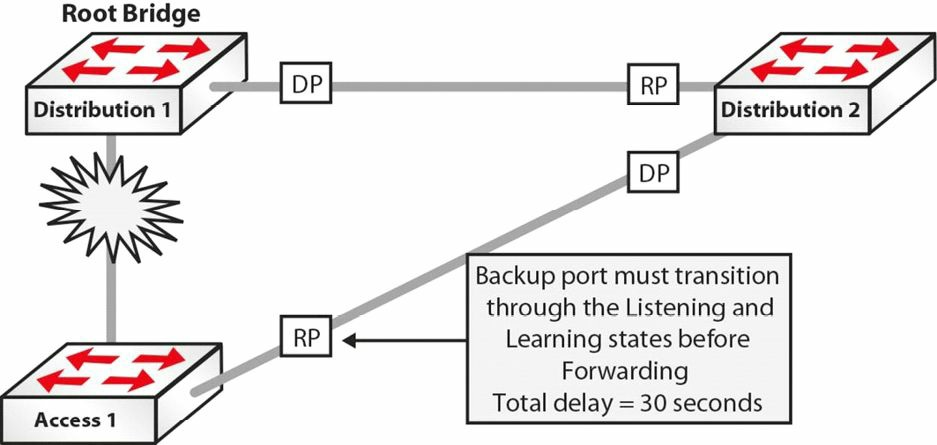 Root Bridge
Distribution 1
DP
RP
Distribution 2
DP
Backup port must transition
through the Listening and
Learning states before
Forwarding
Total delay = 30 seconds
RP
Access 1